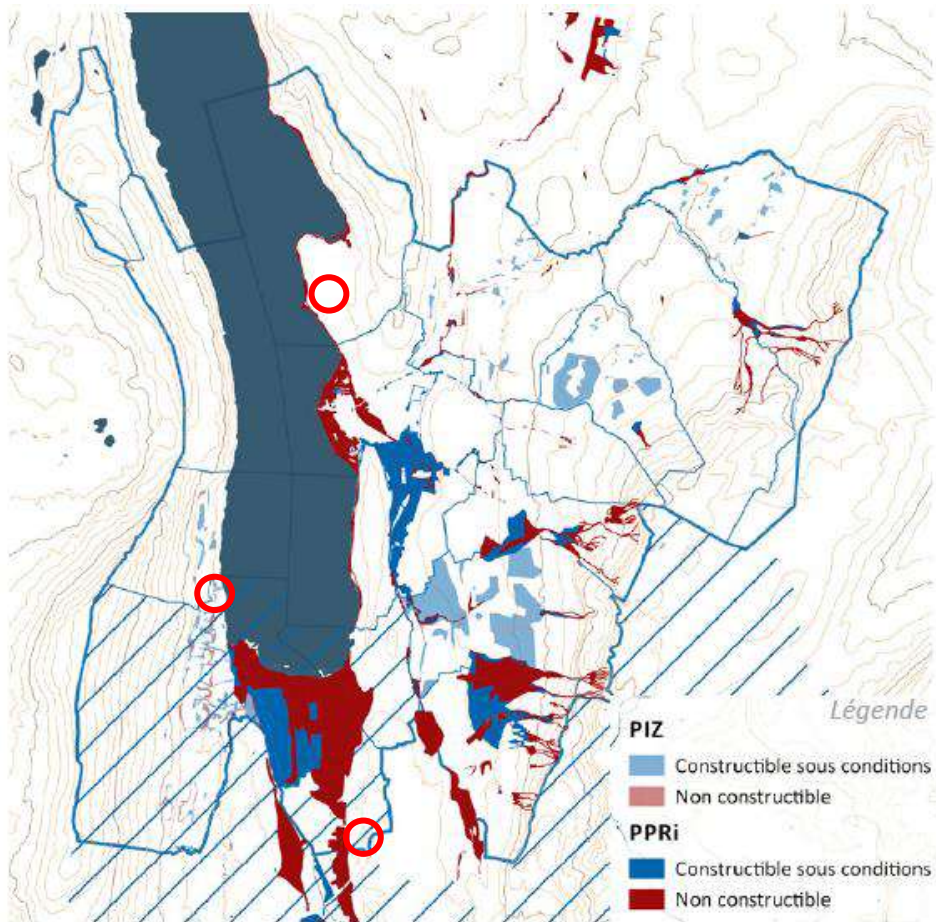 Légende
PIZ
Constructible sous conditions
Non constructible
PPRi
Constructible sous conditions
Non constructible